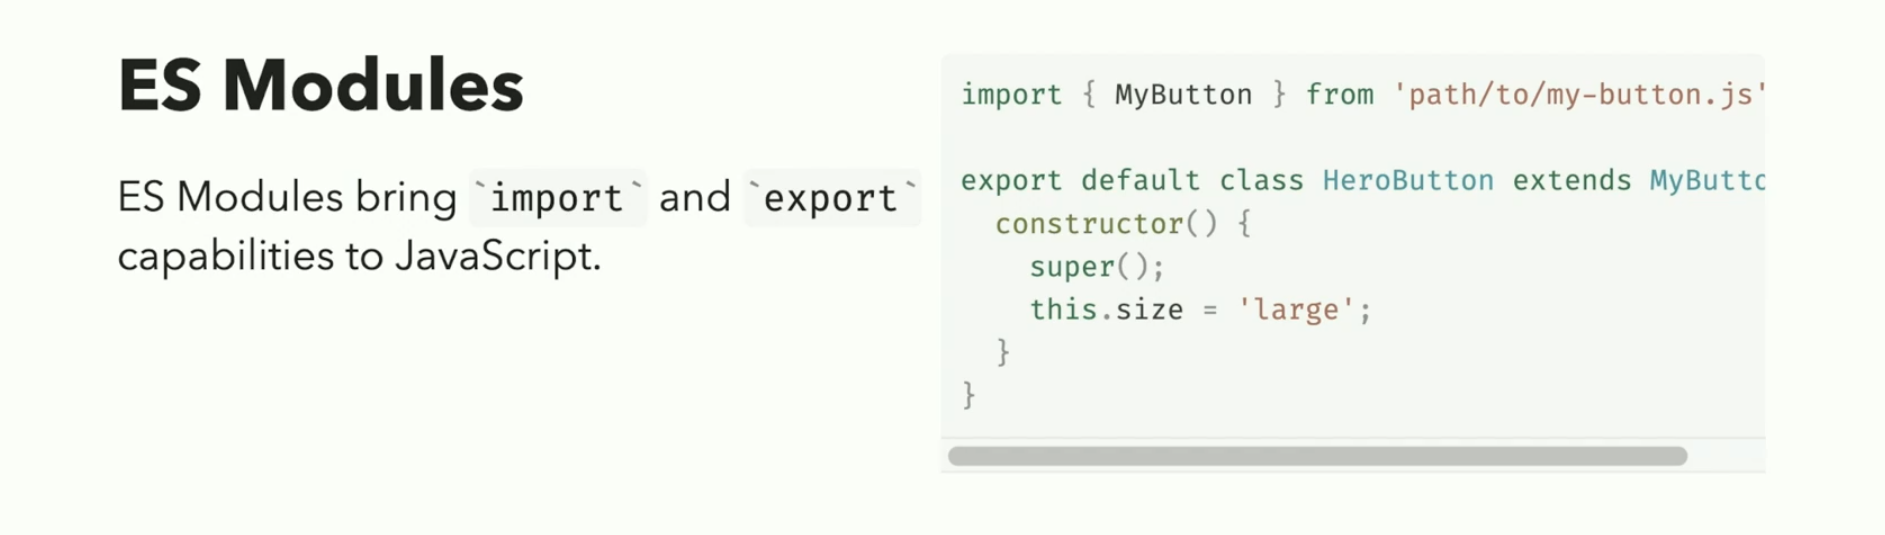 ES Modules
ES Modules bring `import` and `export`
capabilities to JavaScript.
import { MyButton } from 'path/to/my-button.js'
export default class HeroButton extends MyButto
  constructor() {
    super();
    this.size = 'large';
  }
}